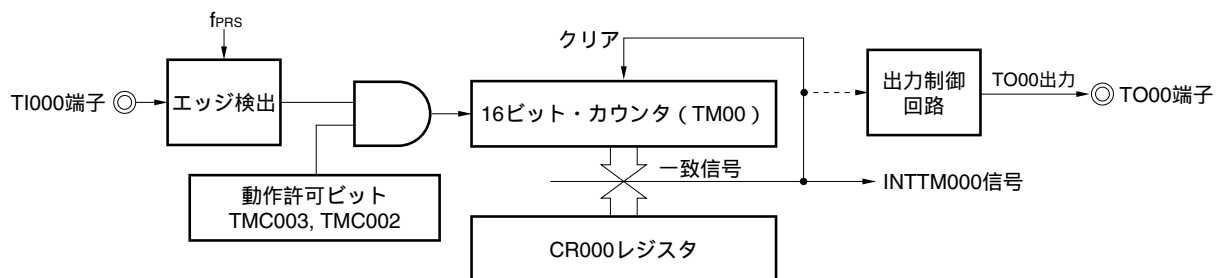 fPRS
クリア
TI000端子
エッジ検出
16ビット・カウンタ（TM00）
出力制御
回路
TO00出力
TO00端子
一致信号
INTTM000信号
動作許可ビット
TMC003, TMC002
CR000レジスタ